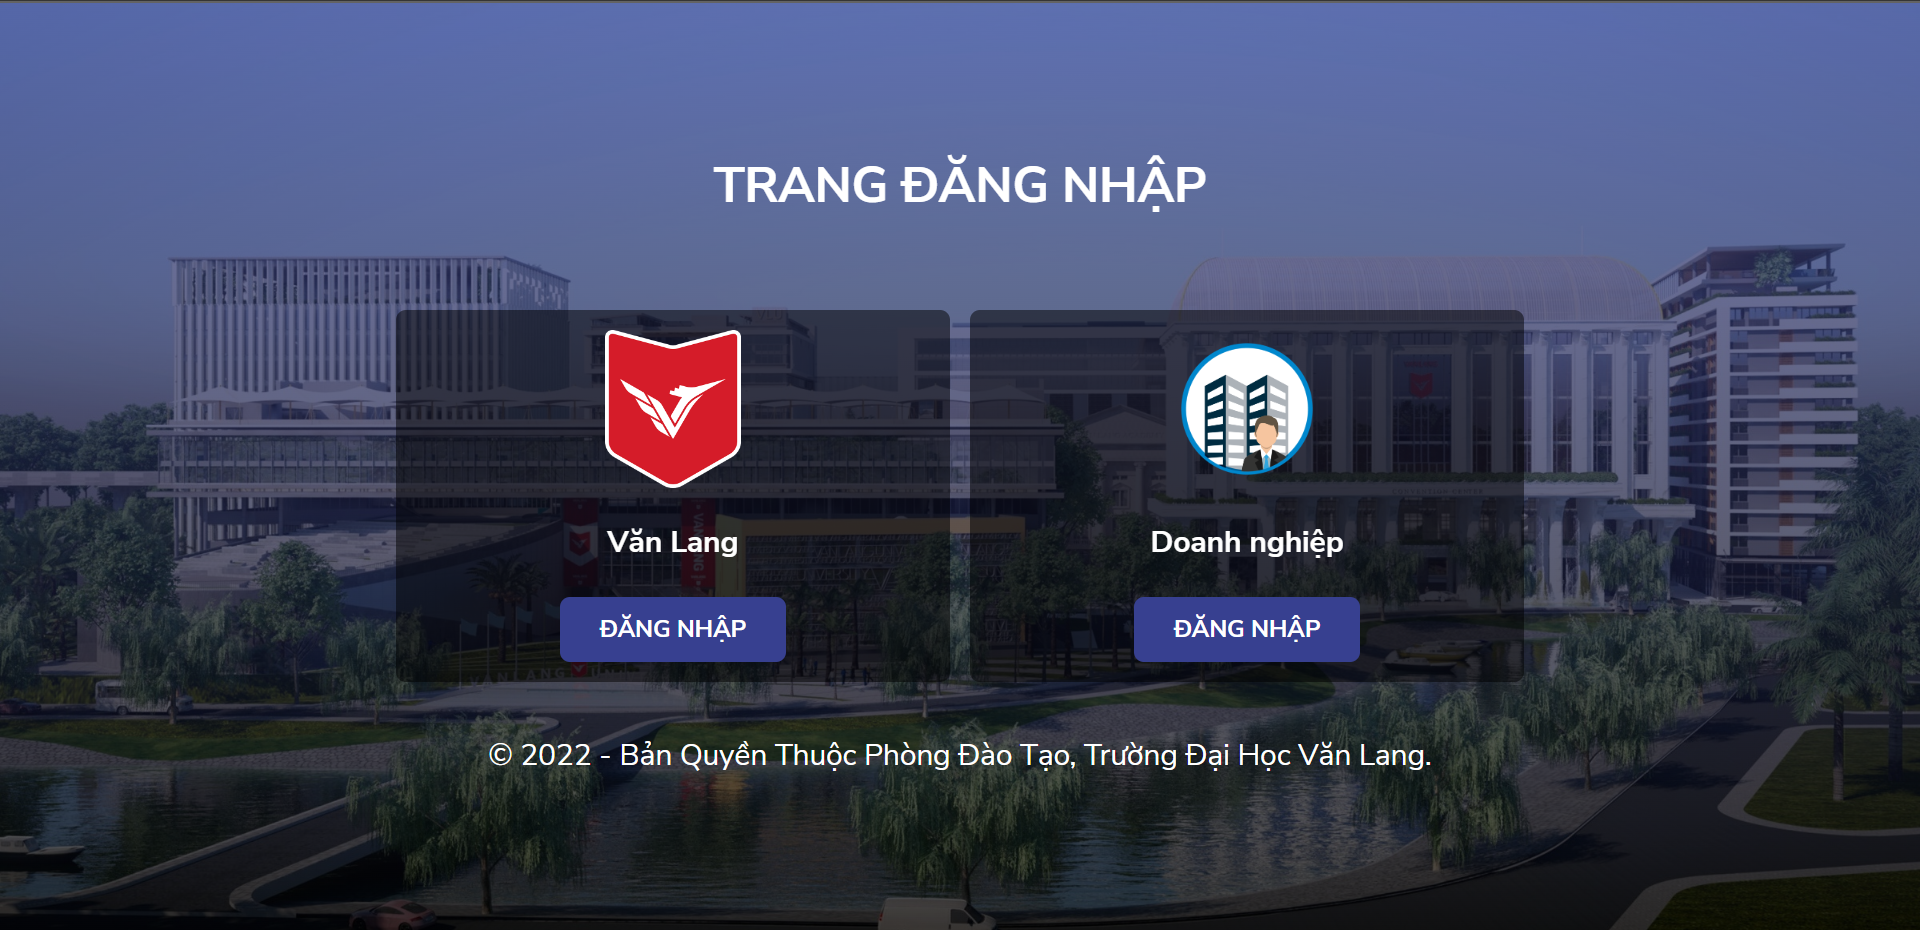 TRANG ĐĂNG NHẬP
Văn Lang
Doanh nghiệp
ĐĂNG NHẬP
ĐĂNG NHẬP
© 2022 - Bản Quyền Thuộc Phòng Đào Tạo, Trường Đại Học Văn Lang.